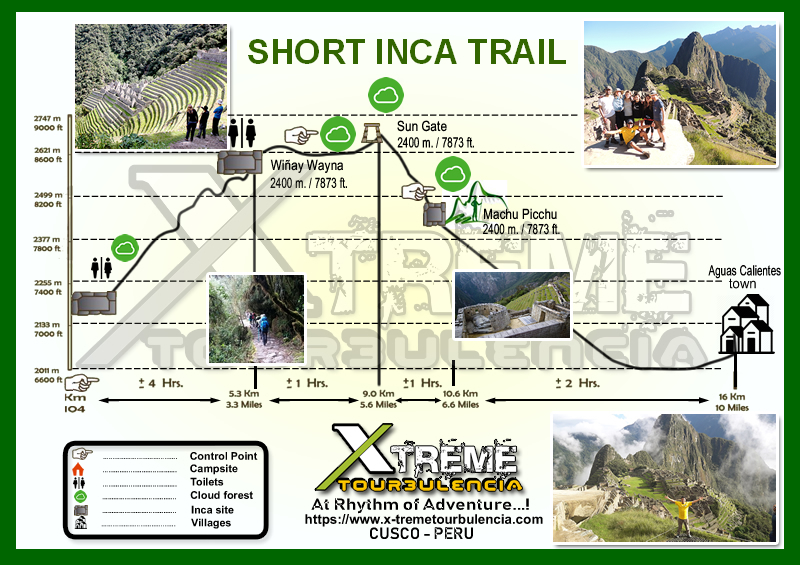 SHORT INCA TRAIL
2747 m
9000 ft
2621 m
8600 ft
2499 m
8200 ft
2377 m
7800 ft
2255 m
7400 ft
2133 m
7000 ft
2011 m
6600 ft
Wiñay Wayna
2400 m. / 7873 ft.
Sun Gate
2400 m. / 7873 ft.
Machu Picchu
2400 m. / 7873 ft.
Aguas Calientes
town
XTREME
TOURBULENCIA
Km
104
± 4 Hrs.
5.3 Km
3.3 Miles
±1 Hrs.
9.0 Km
5.6 Miles
±1 Hrs.
10.6 Km
6.6 Miles
± 2 Hrs.
16 Km
10 Miles
Control Point
Campsite
Toilets
Cloud forest
Inca site
Villages
XTREME
TOURBULENCIA
At Rhythm of Adventure...!
https://www.x-tremetourbulencia.com
CUSCO - PERU